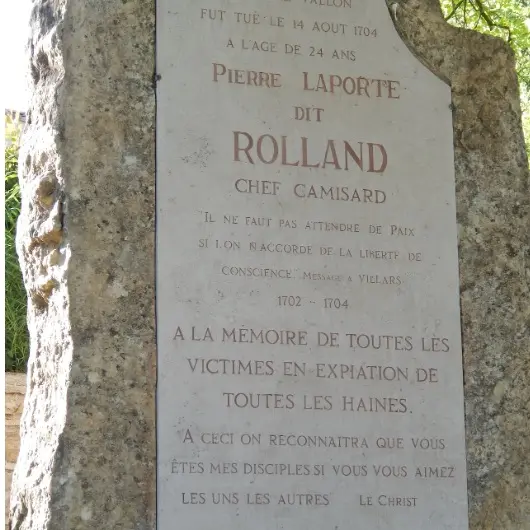 VALLON
FUT TUÉ LE 14 AOUT 1704
A L'AGE DE 24 ANS
PIERRE LAPORTE
DIT
ROLLAND
CHEF CAMISARD
"IL NE FAUT PAS ATTENDRE DE PAIX
SI L'ON N'ACCORDE DE LA LIBERTE DE
CONSCIENCE." MESSAGE A VILLARS
1702 - 1704
A LA MÉMOIRE DE TOUTES LES
VICTIMES EN EXPIATION DE
TOUTES LES HAINES.
A CECI ON RECONNAITRA QUE VOUS
ÊTES MES DISCIPLES SI VOUS VOUS AIMEZ
LES UNS LES AUTRES LE CHRIST